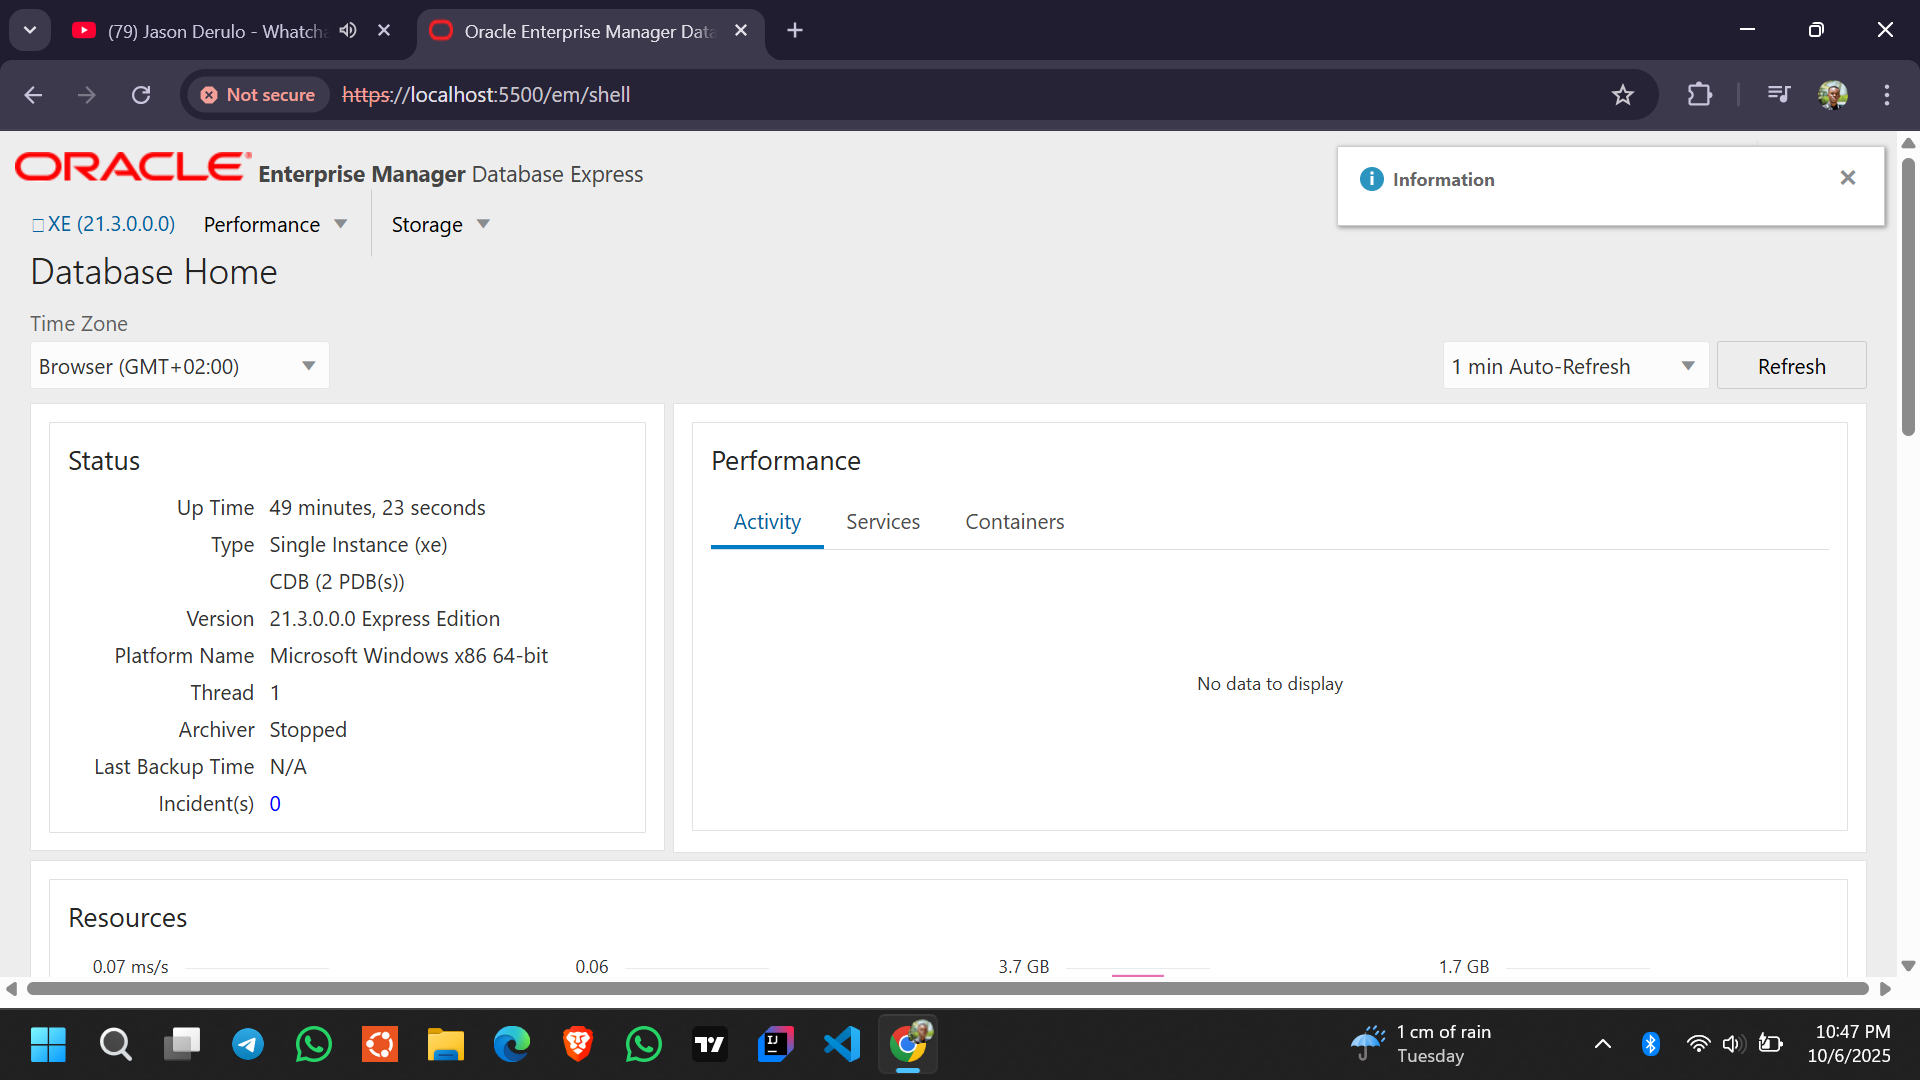 (79) Jason Derulo - Whatcha
Oracle Enterprise Manager Data
Not secure
https://localhost:5500/em/shell
ORACLE Enterprise Manager Database Express
Information
XE (21.3.0.0.0)
Performance
Storage
Database Home
Time Zone
Browser (GMT+02:00)
1 min Auto-Refresh
Refresh
Status
Up Time 49 minutes, 23 seconds
Type Single Instance (xe)
CDB (2 PDB(s))
Version 21.3.0.0.0 Express Edition
Platform Name Microsoft Windows x86 64-bit
Thread 1
Archiver Stopped
Last Backup Time N/A
Incident(s) 0
Performance
Activity Services Containers
No data to display
Resources
0.07 ms/s 0.06 3.7 GB 1.7 GB
1 cm of rain
Tuesday
10:47 PM
10/6/2025